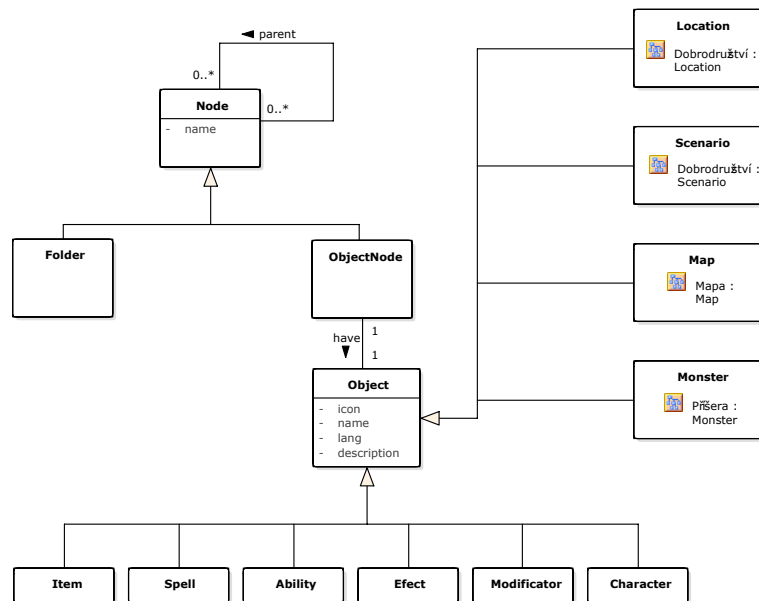 ◄ parent
0..*
0..*
Node
- name
Folder
ObjectNode
have
▼
1
1
Object
- icon
- name
- lang
- description
Location
Dobrodružství :
Location
Scenario
Dobrodružství :
Scenario
Map
Mapa :
Map
Monster
Příšera :
Monster
Item
Spell
Ability
Efect
Modificator
Character